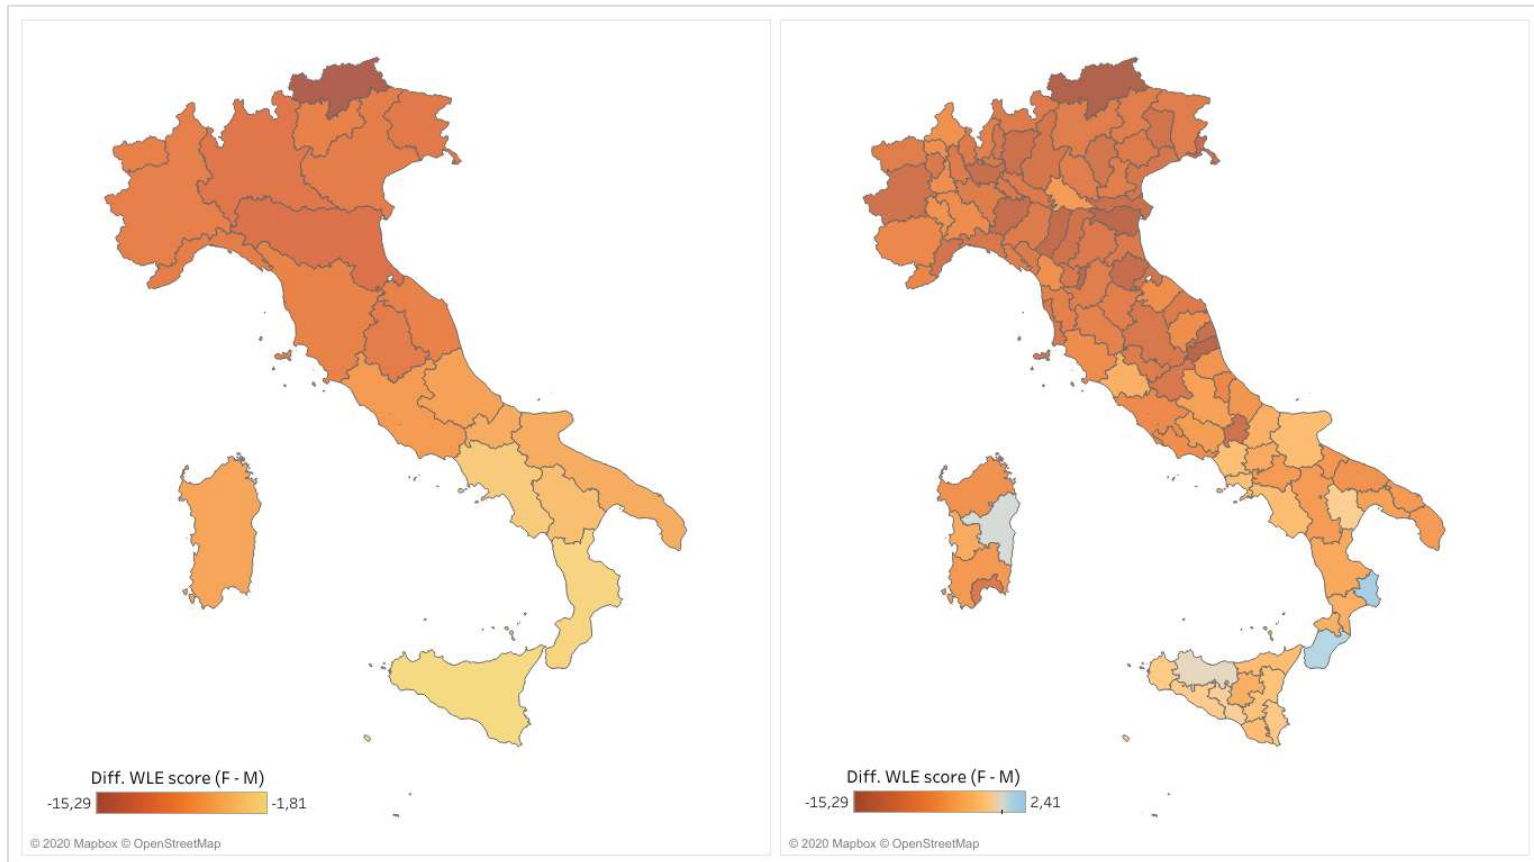 Diff. WLE score (F - M)
-15,29 -1,81
© 2020 Mapbox © OpenStreetMap
Diff. WLE score (F - M)
-15,29 2,41
© 2020 Mapbox © OpenStreetMap